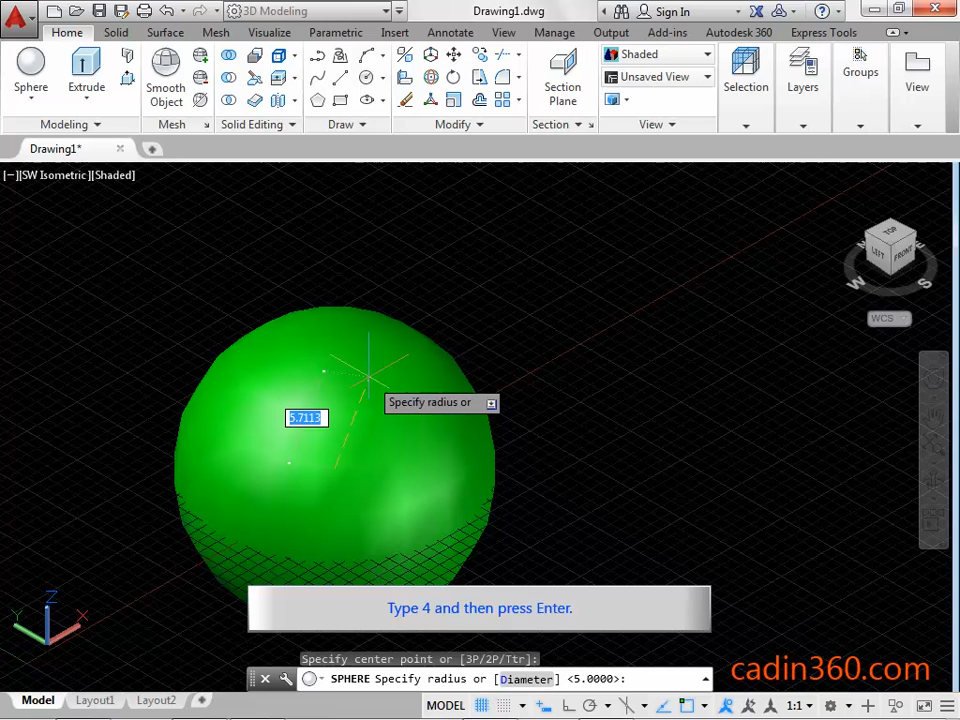 3D Modeling
Drawing1.dwg
Sign In
Home Solid Surface Mesh Visualize Parametric Insert Annotate View Manage Output Add-ins Autodesk 360 Express Tools
Sphere
Extrude
Smooth
Object
Section
Plane
Shaded
Unsaved View
Selection
Layers
Groups
View
Modeling Mesh Solid Editing Draw Modify Section View
Drawing1*
[−][SW Isometric][Shaded]
TOP
LEFT
FRONT
N
E
W
S
WCS
Specify radius or
5.7113
Z
Y
X
Type 4 and then press Enter.
Specify center point or [3P/2P/Ttr]:
SPHERE Specify radius or [Diameter] <5.0000>:
cadin360.com
Model Layout1 Layout2
MODEL
1:1